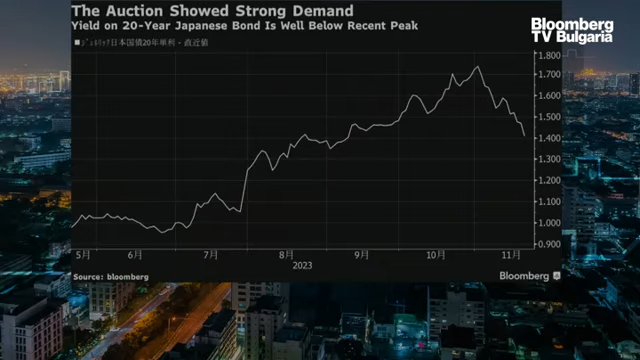 The Auction Showed Strong Demand
Yield on 20-Year Japanese Bond Is Well Below Recent Peak
Bloomberg
TV Bulgaria
ｼﾞｪﾈﾘｯｸ日本国債20年単利・直近値
1.800
1.700
1.600
1.500
1.400
1.300
1.200
1.100
1.000
0.900
5月 6月 7月 8月 9月 10月 11月
2023
Source: bloomberg
Bloomberg